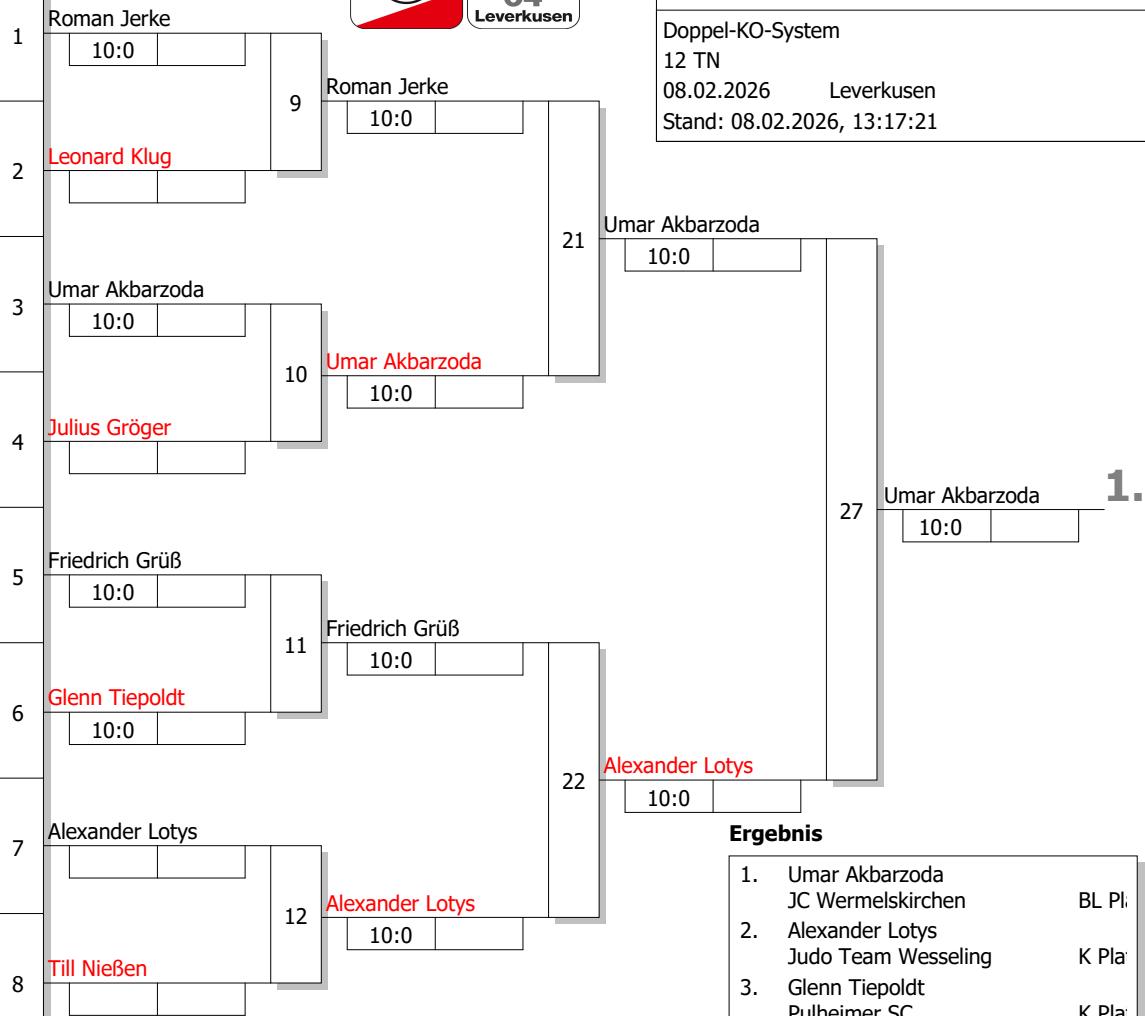 64
Leverkusen
Doppel-KO-System
12 TN
08.02.2026 Leverkusen
Stand: 08.02.2026, 13:17:21
1
Roman Jerke
10:0
9
Roman Jerke
10:0
2
Leonard Klug
21
Umar Akbarzoda
10:0
3
Umar Akbarzoda
10:0
10
Umar Akbarzoda
10:0
4
Julius Gröger
27
Umar Akbarzoda
10:0
1.
5
Friedrich Grüß
10:0
11
Friedrich Grüß
10:0
6
Glenn Tiepoldt
10:0
22
Alexander Lotys
10:0
7
Alexander Lotys
12
Alexander Lotys
10:0
8
Till Nießen
Ergebnis
1. Umar Akbarzoda
JC Wermelskirchen BL
2. Alexander Lotys
Judo Team Wesseling K
3. Glenn Tiepoldt
Pulheimer SC K